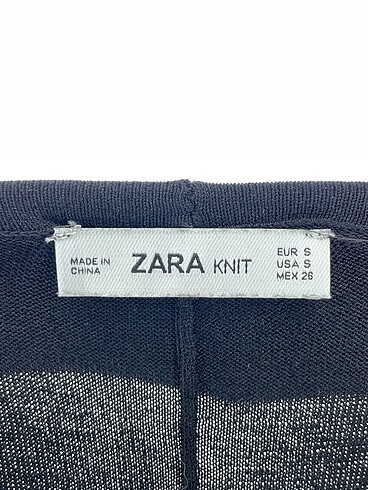 MADE IN
CHINA
ZARA KNIT
EUR S
USA S
MEX 26